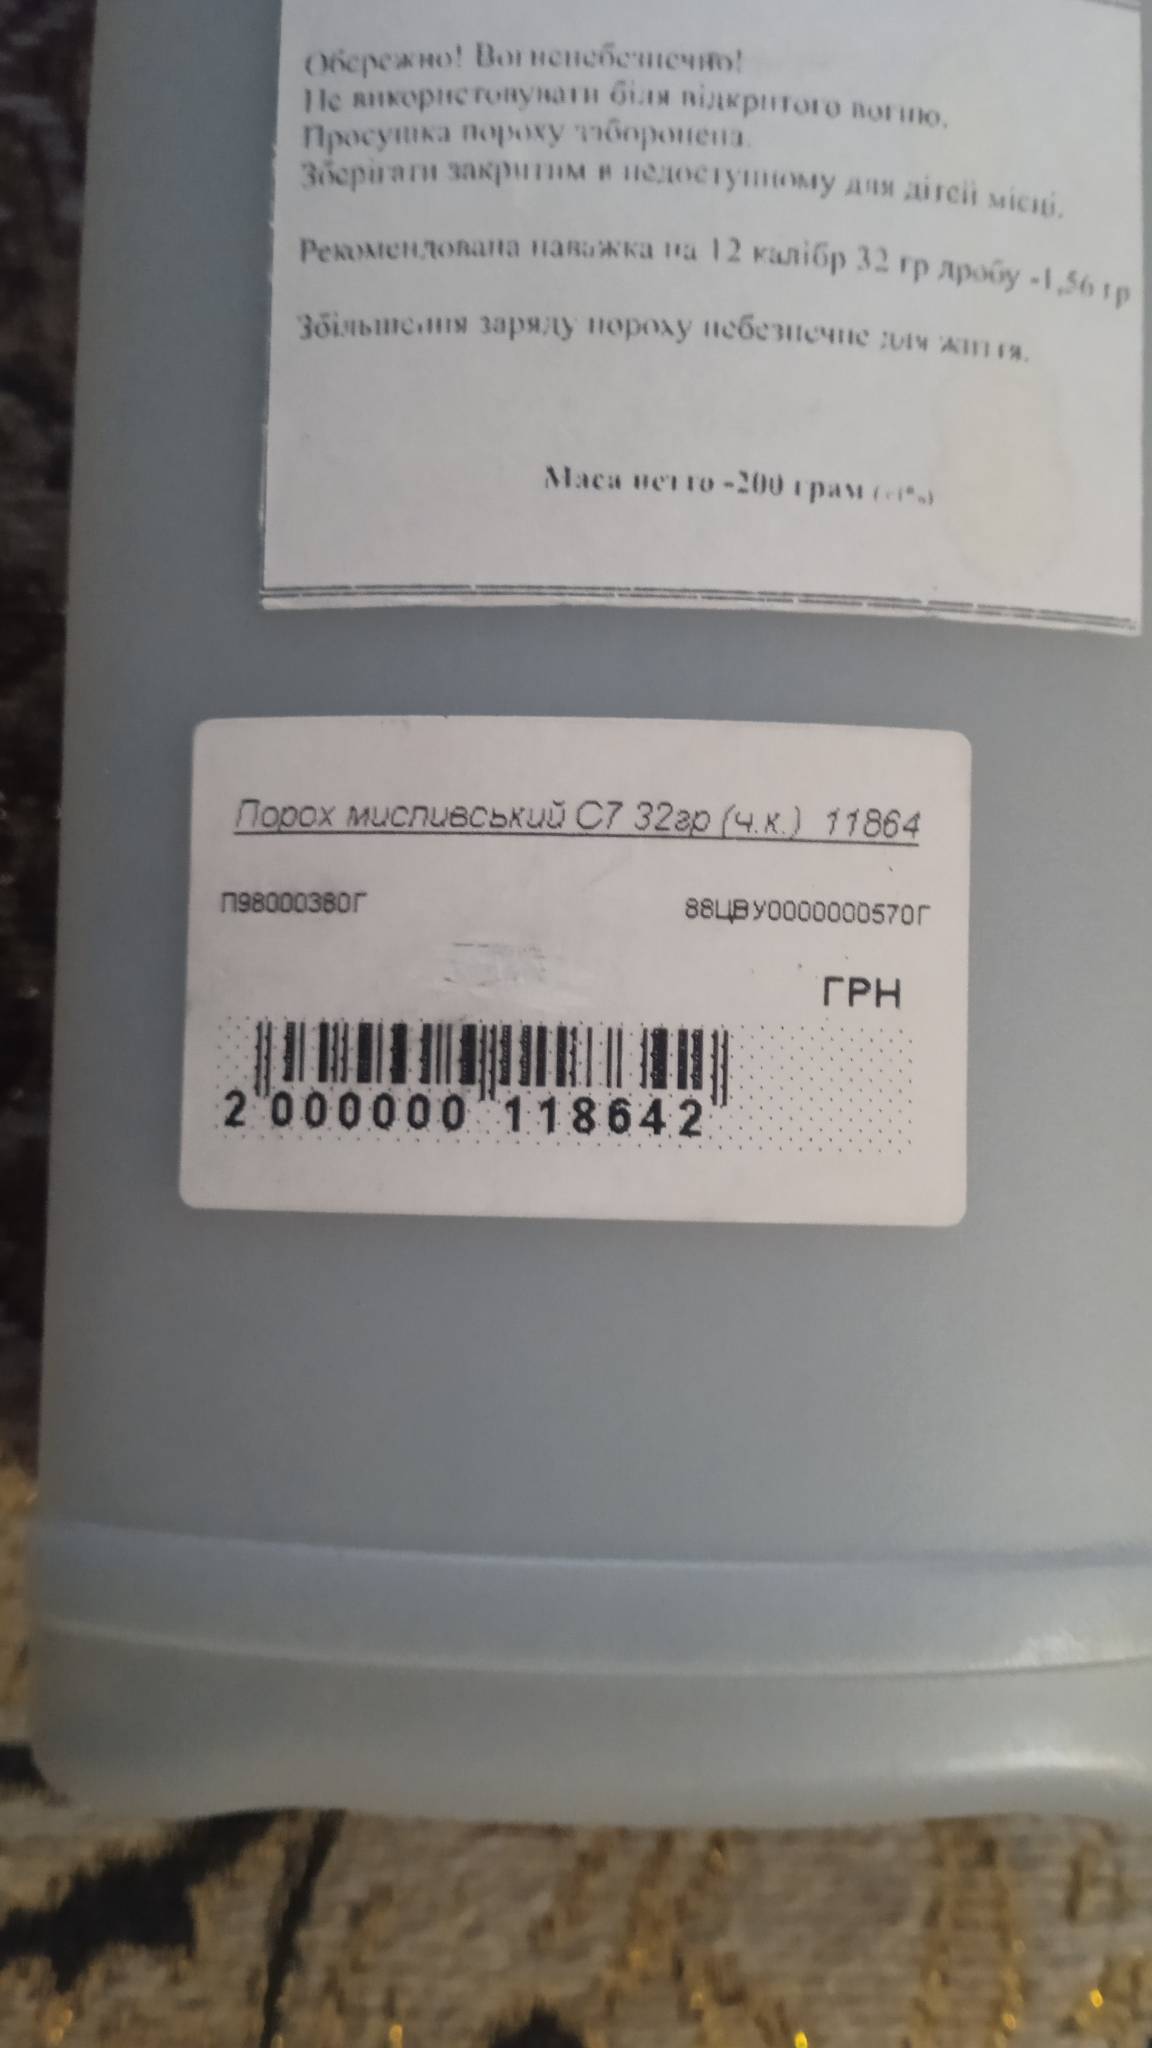 Обережно! Вогненебезпечно!
Не використовувати біля відкритого вогню.
Просушка пороху заборонена.
Зберігати закритим в недоступному для дітей місці.
Рекомендована наважка на 12 калібр 32 гр дробу -1,56 гр
Збільшення заряду пороху небезпечне для життя.
Маса нетто -200 грам
Порох мисливський С7 32гр (ч.к.) 11864
П98000380Г 88ЦВУ0000000570Г
ГРН
2 000000 118642